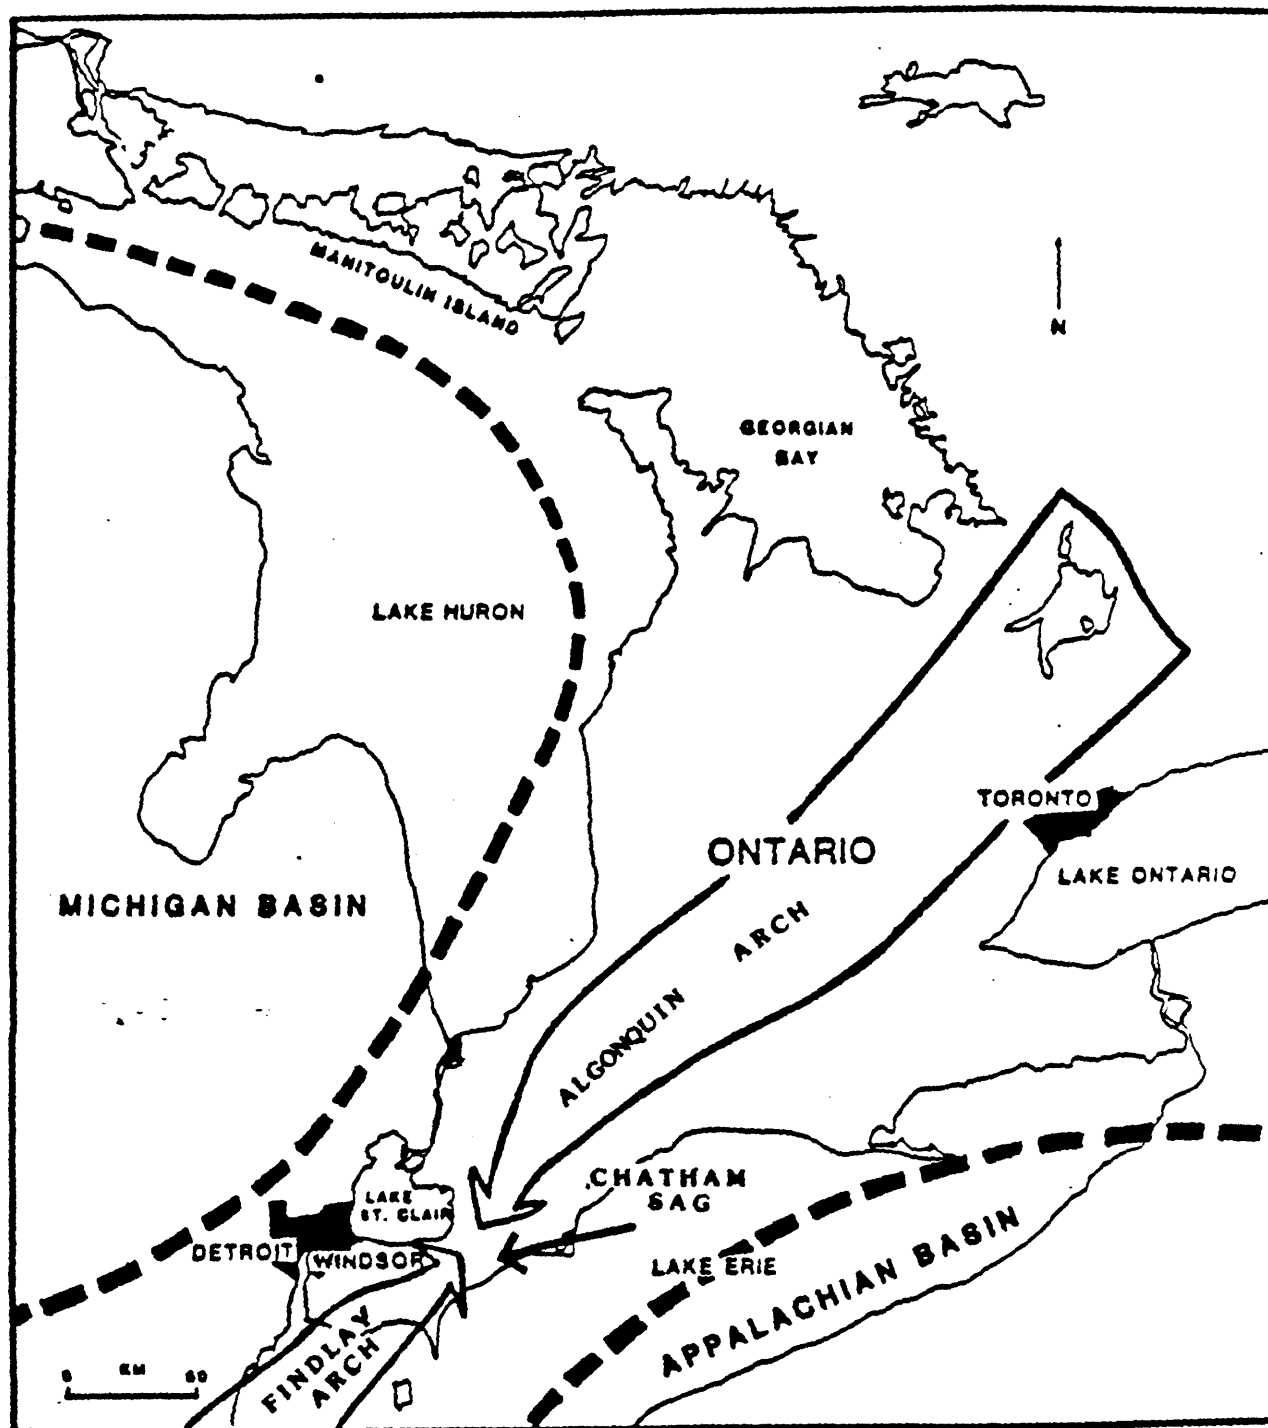 MANITOULIN ISLAND
N
GEORGIAN
BAY
LAKE HURON
TORONTO
ONTARIO
LAKE ONTARIO
MICHIGAN BASIN
ARCH
ALGONQUIN
CHATHAM
SAG
LAKE
ST. CLAIR
DETROIT
WINDSOR
LAKE ERIE
APPALACHIAN BASIN
FINDLAY
ARCH
KM